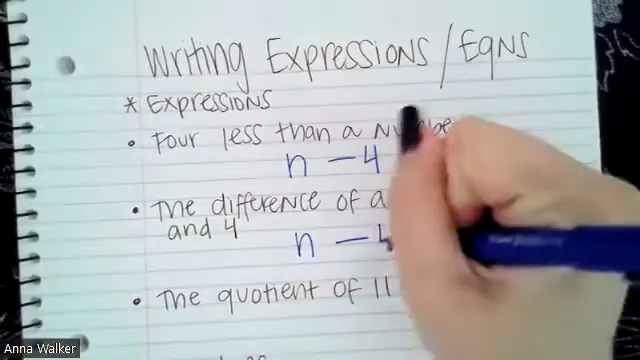 Writing Expressions / Eqns
* Expressions
• Four less than a
n - 4
• The difference of a
and 4
n -
• The quotient of 11
Anna Walker